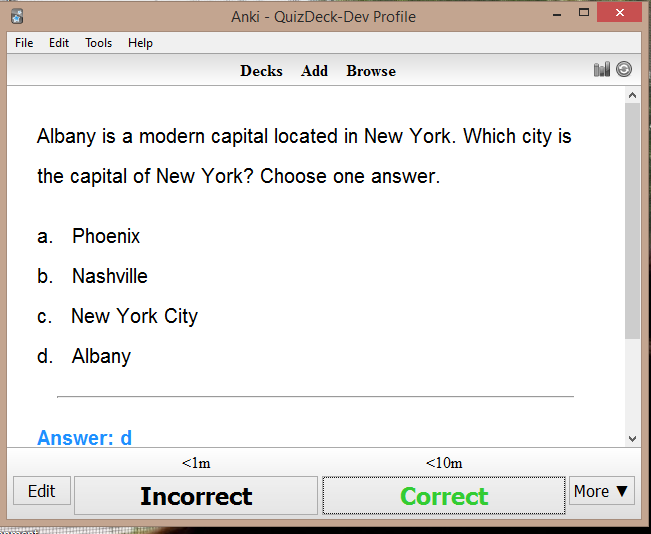 Anki - QuizDeck-Dev Profile
File Edit Tools Help
Decks Add Browse
Albany is a modern capital located in New York. Which city is
the capital of New York? Choose one answer.
a. Phoenix
b. Nashville
c. New York City
d. Albany
Answer: d
<1m <10m
Edit Incorrect Correct More ▼